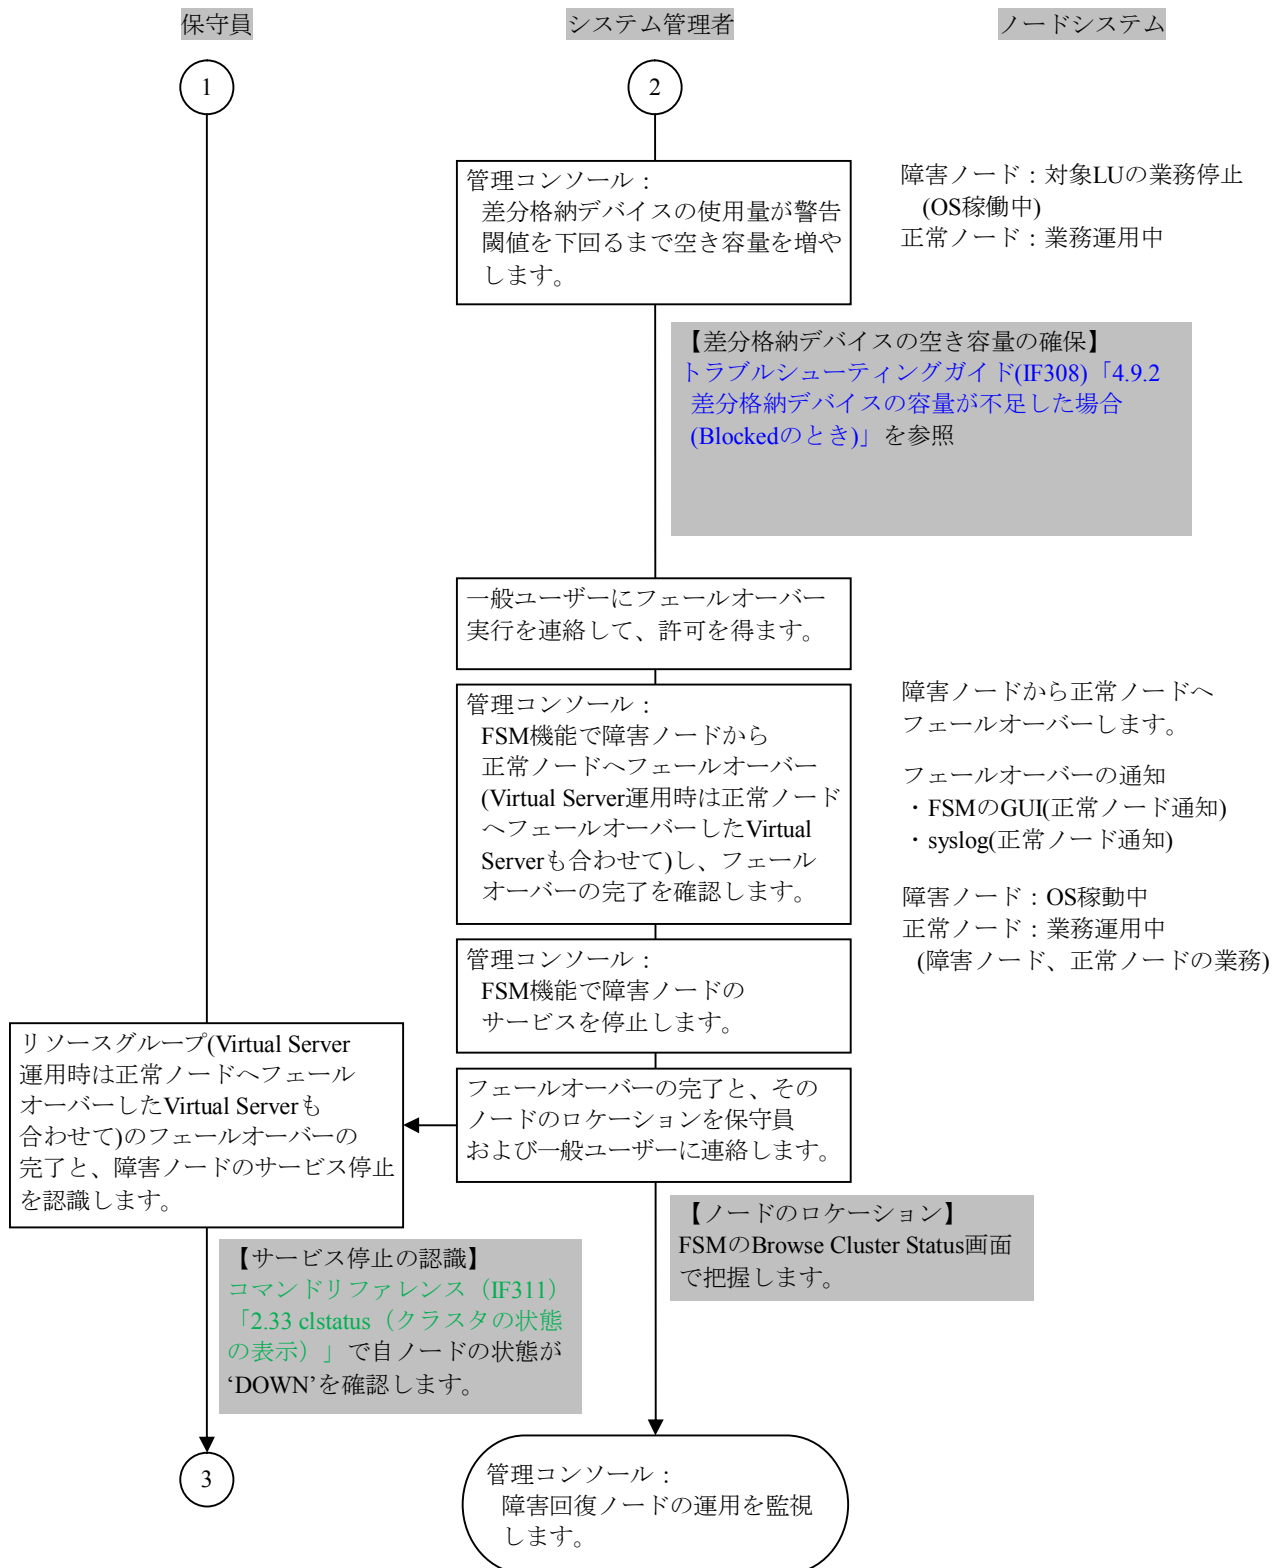 保守員
システム管理者
ノードシステム
1
2
管理コンソール：
差分格納デバイスの使用量が警告
閾値を下回るまで空き容量を増や
します。
障害ノード：対象LUの業務停止
(OS稼働中)
正常ノード：業務運用中
【差分格納デバイスの空き容量の確保】
トラブルシューティングガイド(IF308)「4.9.2
差分格納デバイスの容量が不足した場合
(Blockedのとき)」を参照
一般ユーザーにフェールオーバー
実行を連絡して、許可を得ます。
管理コンソール：
FSM機能で障害ノードから
正常ノードへフェールオーバー
(Virtual Server運用時は正常ノード
へフェールオーバーしたVirtual
Serverも合わせて)し、フェール
オーバーの完了を確認します。
障害ノードから正常ノードへ
フェールオーバーします。
フェールオーバーの通知
・FSMのGUI(正常ノード通知)
・syslog(正常ノード通知)
障害ノード：OS稼動中
正常ノード：業務運用中
(障害ノード、正常ノードの業務)
管理コンソール：
FSM機能で障害ノードの
サービスを停止します。
リソースグループ(Virtual Server
運用時は正常ノードへフェール
オーバーしたVirtual Serverも
合わせて)のフェールオーバーの
完了と、障害ノードのサービス停止
を認識します。
フェールオーバーの完了と、その
ノードのロケーションを保守員
および一般ユーザーに連絡します。
【ノードのロケーション】
FSMのBrowse Cluster Status画面
で把握します。
【サービス停止の認識】
コマンドリファレンス（IF311）
「2.33 clstatus（クラスタの状態
の表示）」で自ノードの状態が
‘DOWN’を確認します。
3
管理コンソール：
障害回復ノードの運用を監視
します。